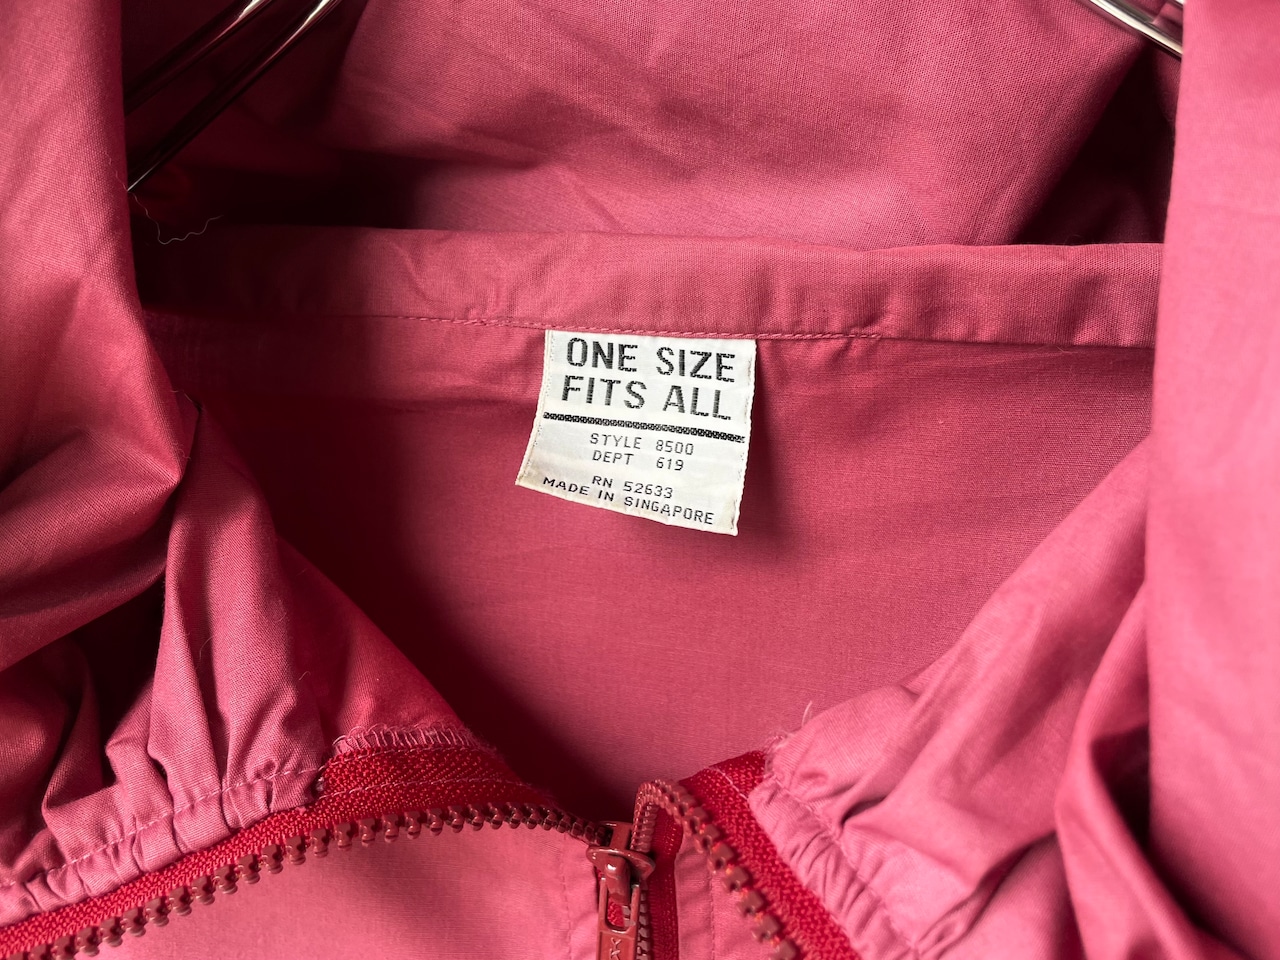 ONE SIZE
FITS ALL
STYLE 8500
DEPT 619
RN 52633
MADE IN SINGAPORE